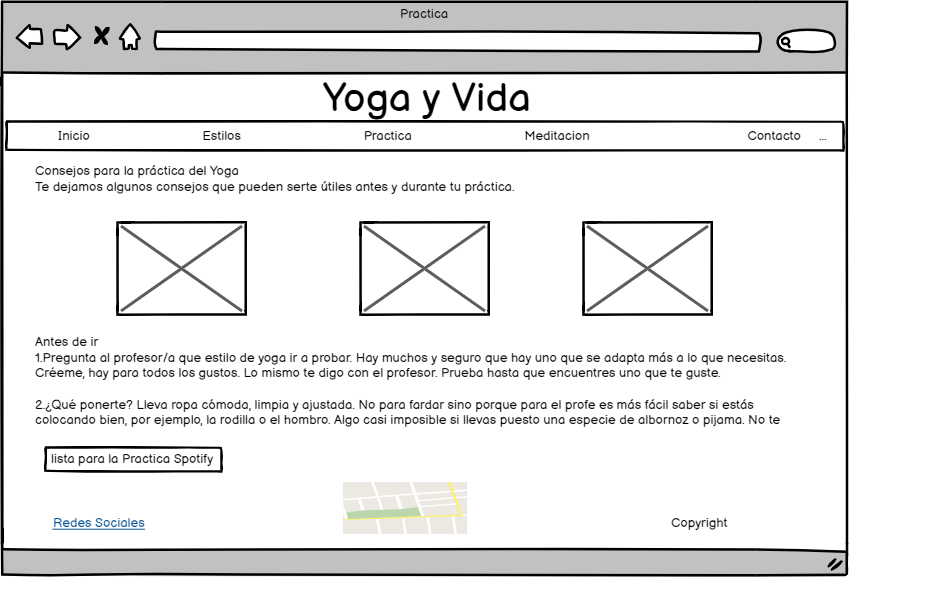 Practica
Yoga y Vida
Inicio Estilos Practica Meditacion Contacto ...
Consejos para la práctica del Yoga
Te dejamos algunos consejos que pueden serte útiles antes y durante tu práctica.
Antes de ir
1.Pregunta al profesor/a que estilo de yoga ir a probar. Hay muchos y seguro que hay uno que se adapta más a lo que necesitas.
Créeme, hay para todos los gustos. Lo mismo te digo con el profesor. Prueba hasta que encuentres uno que te guste.
2.¿Qué ponerte? Lleva ropa cómoda, limpia y ajustada. No para fardar sino porque para el profe es más fácil saber si estás
colocando bien, por ejemplo, la rodilla o el hombro. Algo casi imposible si llevas puesto una especie de albornoz o pijama. No te
lista para la Practica Spotify
Redes Sociales
Copyright